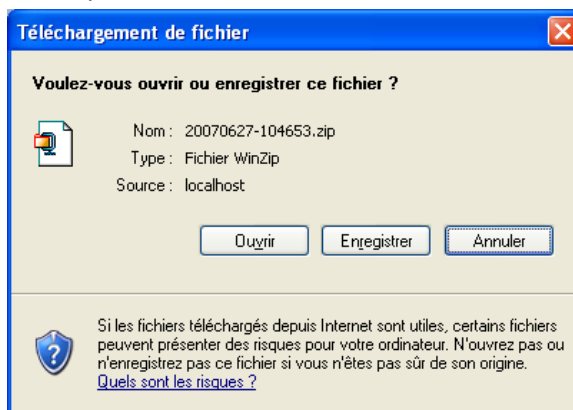 Téléchargement de fichier
Voulez-vous ouvrir ou enregistrer ce fichier ?
Nom : 20070627-104653.zip
Type : Fichier WinZip
Source : localhost
Ouvrir Enregistrer Annuler
Si les fichiers téléchargés depuis Internet sont utiles, certains fichiers
peuvent présenter des risques pour votre ordinateur. N'ouvrez pas ou
n'enregistrez pas ce fichier si vous n'êtes pas sûr de son origine.
Quels sont les risques ?